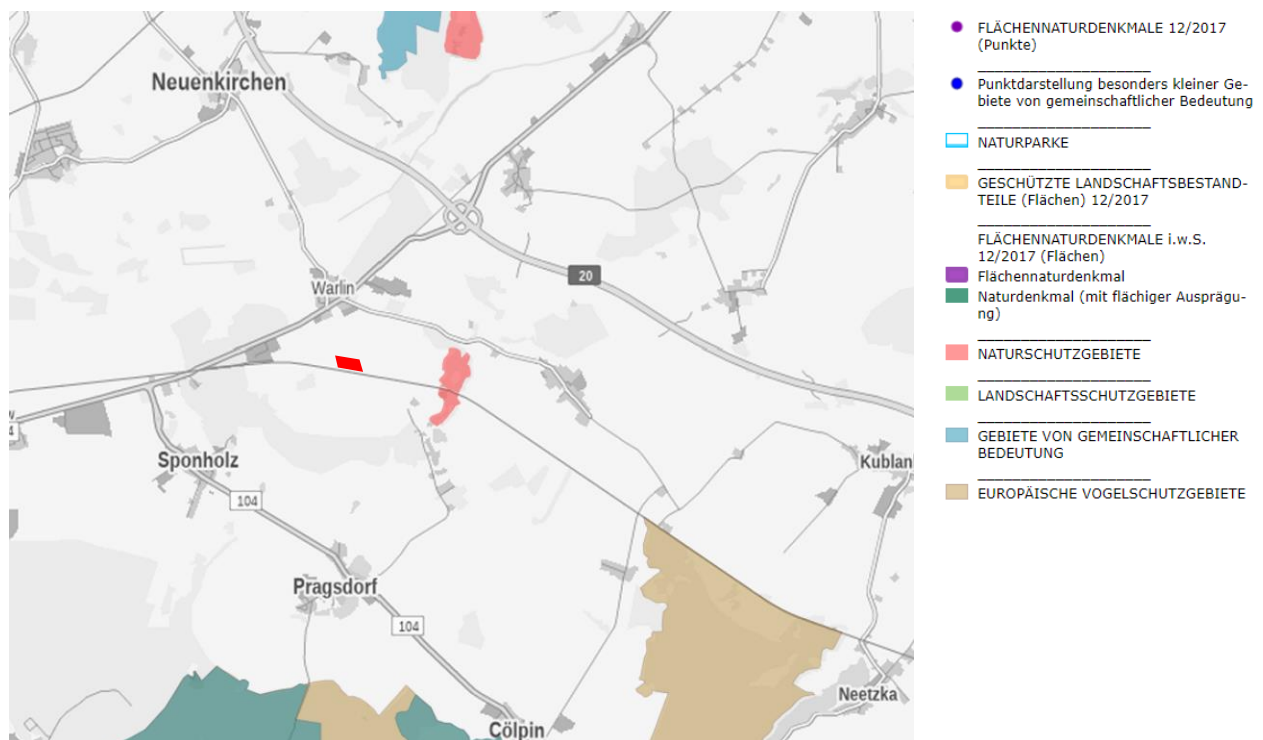 Neuenkirchen
20
Warlin
Sponholz
104
Kublan
Pragsdorf
104
Neetzka
Cölpin
FLÄCHENNATURDENKMALE 12/2017
(Punkte)
Punktdarstellung besonders kleiner Ge-
biete von gemeinschaftlicher Bedeutung
NATURPARKE
GESCHÜTZTE LANDSCHAFTSBESTAND-
TEILE (Flächen) 12/2017
FLÄCHENNATURDENKMALE i.w.S.
12/2017 (Flächen)
Flächennaturdenkmal
Naturdenkmal (mit flächiger Ausprägu-
ng)
NATURSCHUTZGEBIETE
LANDSCHAFTSSCHUTZGEBIETE
GEBIETE VON GEMEINSCHAFTLICHER
BEDEUTUNG
EUROPÄISCHE VOGELSCHUTZGEBIETE